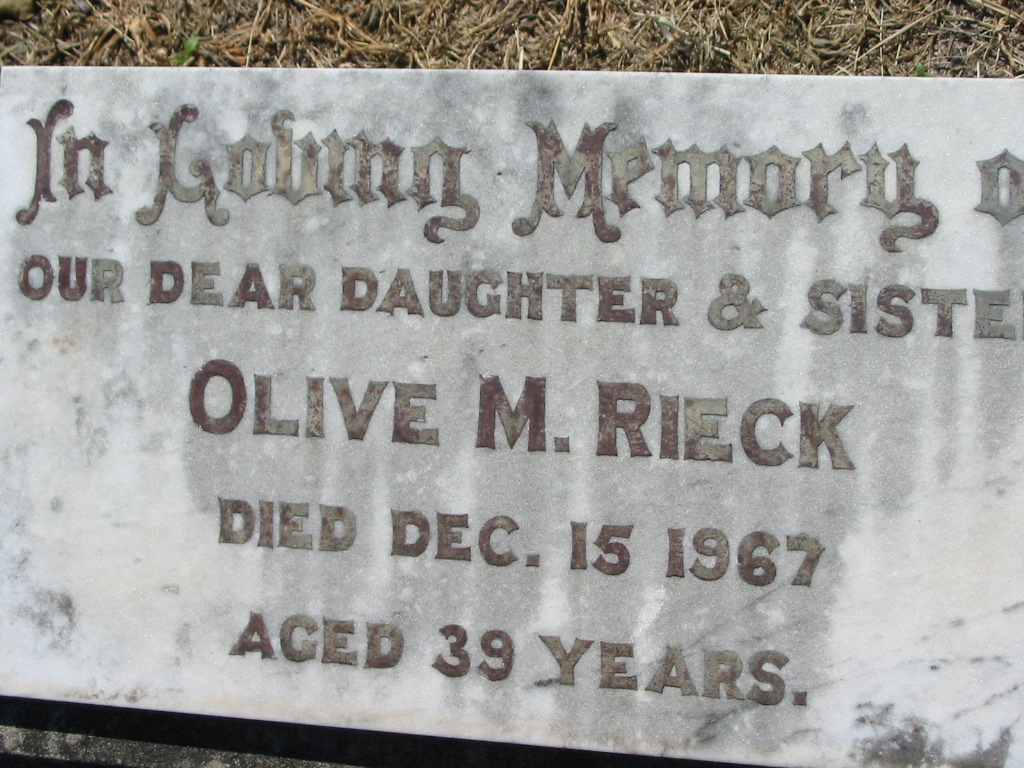 In Loving Memory o
OUR DEAR DAUGHTER & SISTE
OLIVE M. RIECK
DIED DEC. 15 1967
AGED 39 YEARS.